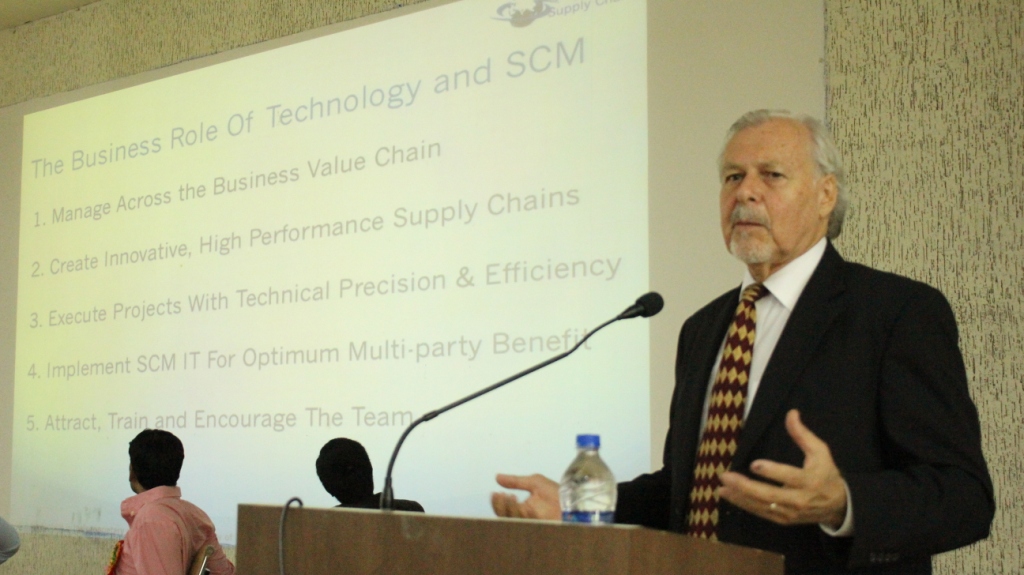 Supply Cha
The Business Role Of Technology and SCM
1. Manage Across the Business Value Chain
2. Create Innovative, High Performance Supply Chains
3. Execute Projects With Technical Precision & Efficiency
4. Implement SCM IT For Optimum Multi-party Benefit
5. Attract, Train and Encourage The Team